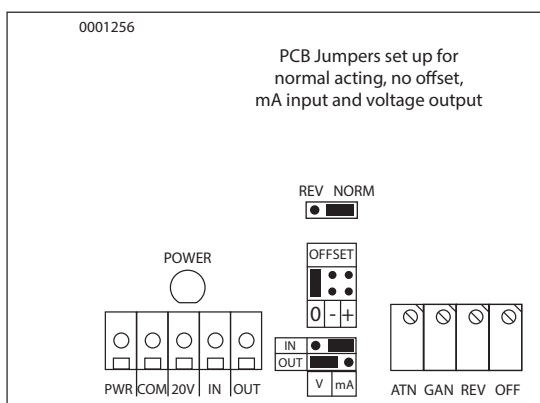 0001256
PCB Jumpers set up for
normal acting, no offset,
mA input and voltage output
REV NORM
POWER
OFFSET
0 - +
IN
OUT
V mA
PWR COM 20V IN OUT
ATN GAN REV OFF